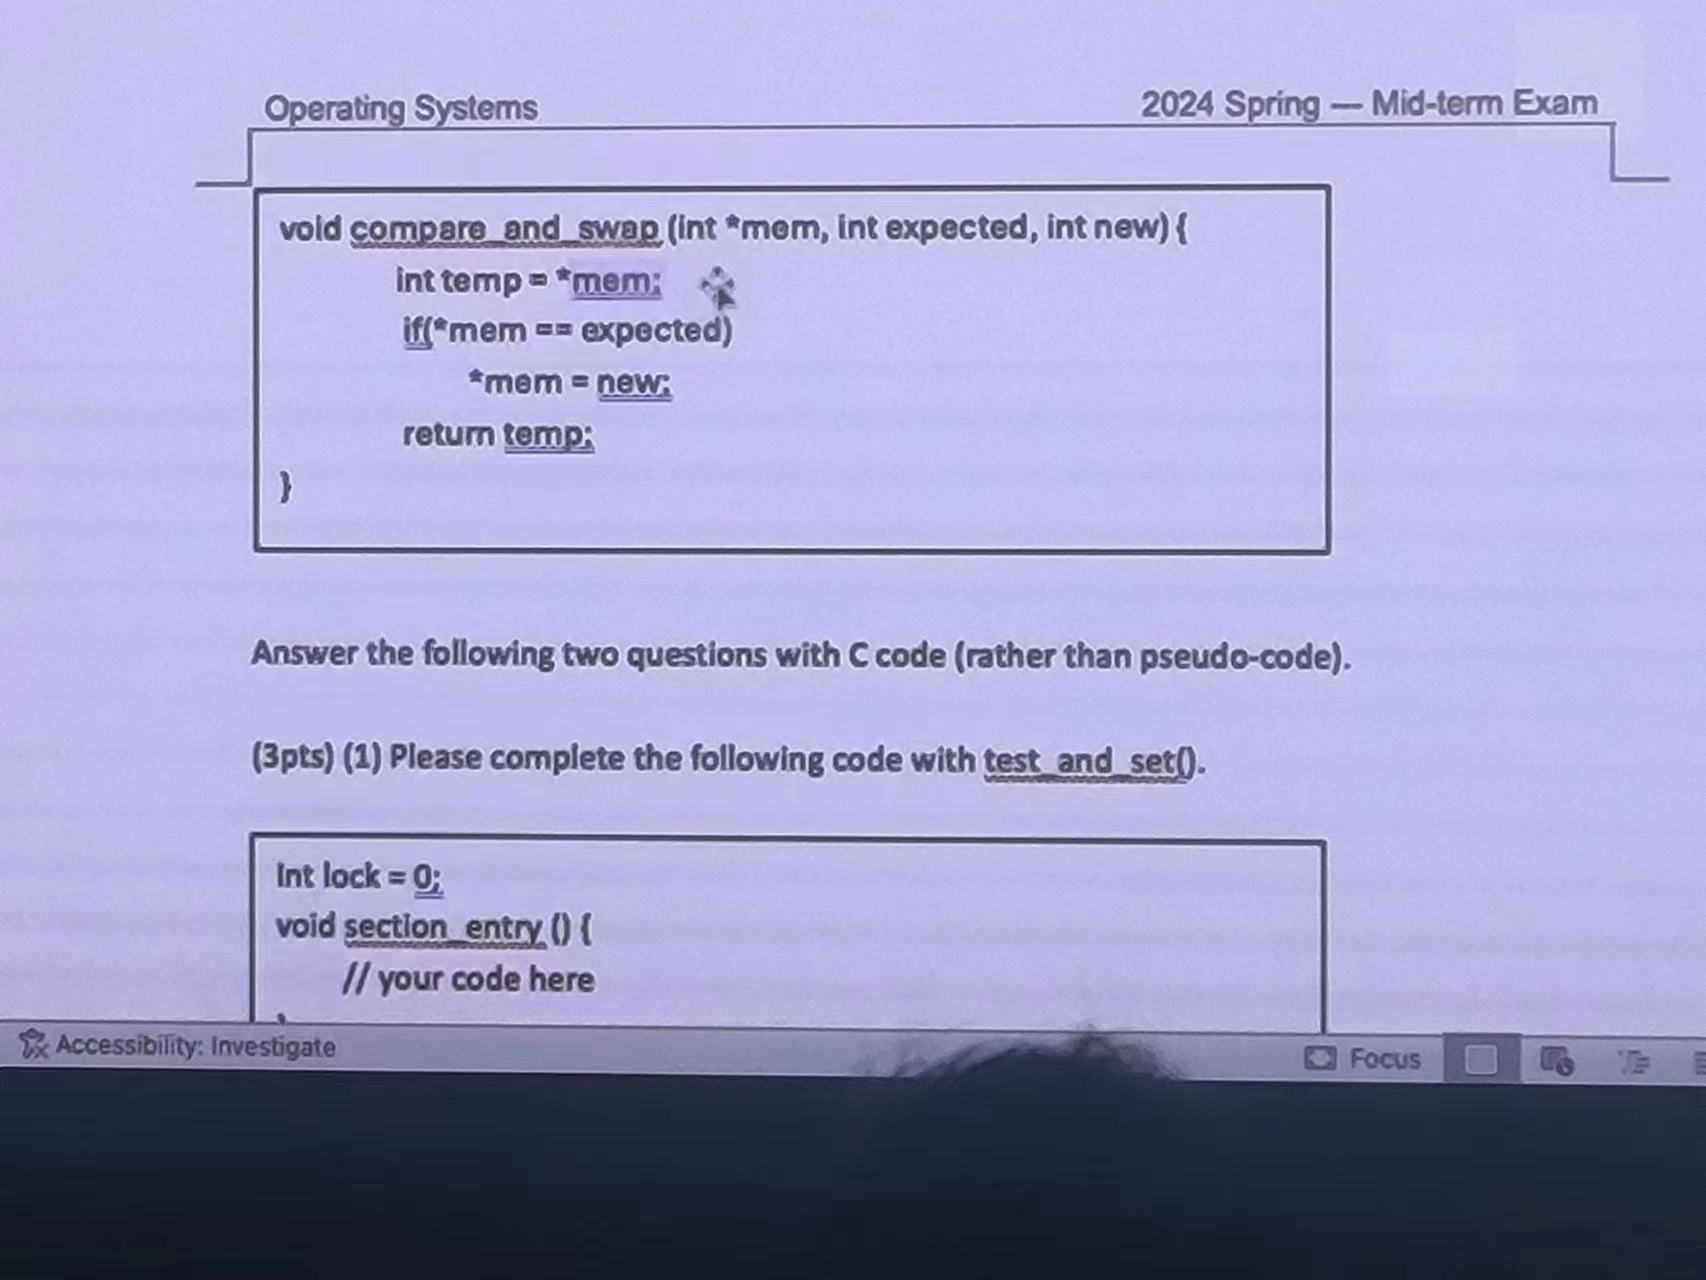 Operating Systems
2024 Spring — Mid-term Exam
void compare_and_swap (int *mem, int expected, int new) {
int temp = *mem;
if(*mem == expected)
*mem = new;
return temp;
}
Answer the following two questions with C code (rather than pseudo-code).
(3pts) (1) Please complete the following code with test_and_set().
Int lock = 0;
void section_entry () {
// your code here
Accessibility: Investigate
Focus